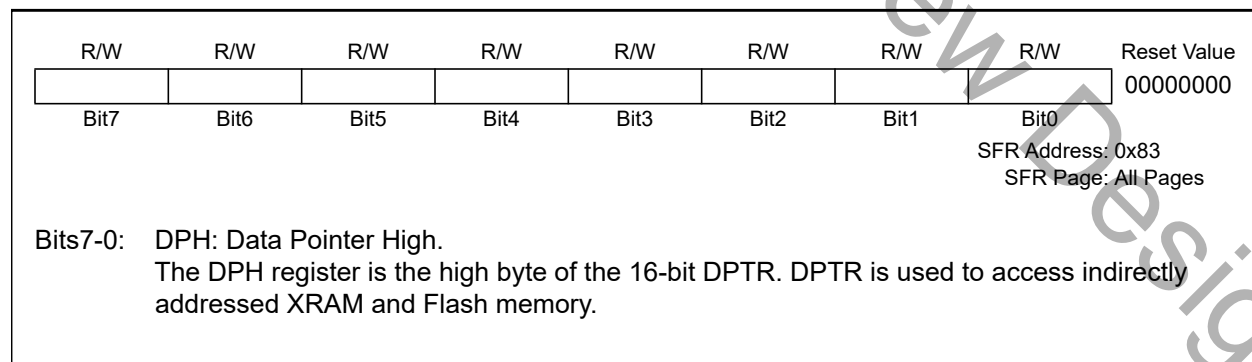 R/W R/W R/W R/W R/W R/W R/W R/W Reset Value
00000000
Bit7 Bit6 Bit5 Bit4 Bit3 Bit2 Bit1 Bit0
SFR Address: 0x83
SFR Page: All Pages
Bits7-0: DPH: Data Pointer High.
The DPH register is the high byte of the 16-bit DPTR. DPTR is used to access indirectly
addressed XRAM and Flash memory.